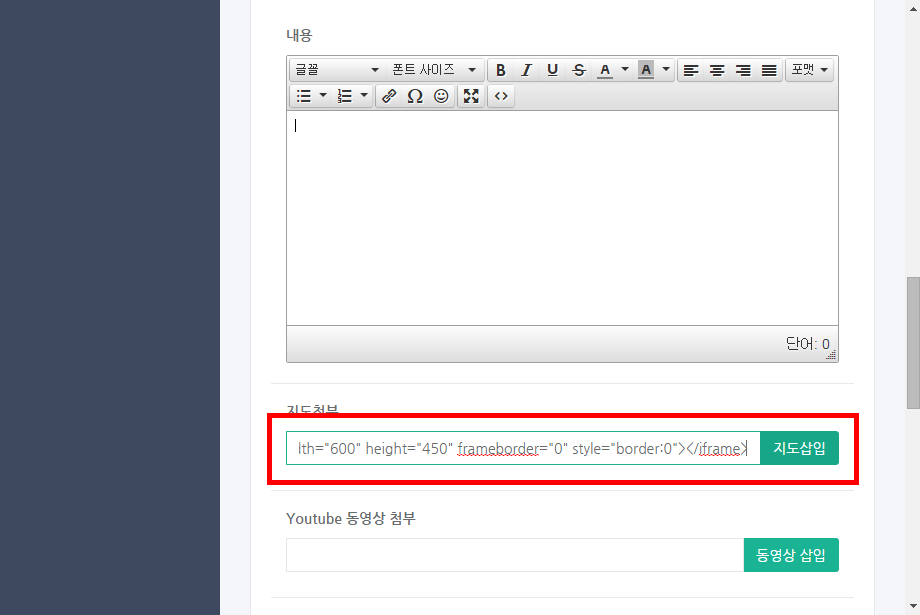 내용
글꼴 폰트 사이즈 B I U S A A 포맷
Ω <>
단어: 0
지도첨부
lth="600" height="450" frameborder="0" style="border:0"></iframe> 지도삽입
Youtube 동영상 첨부
동영상 삽입